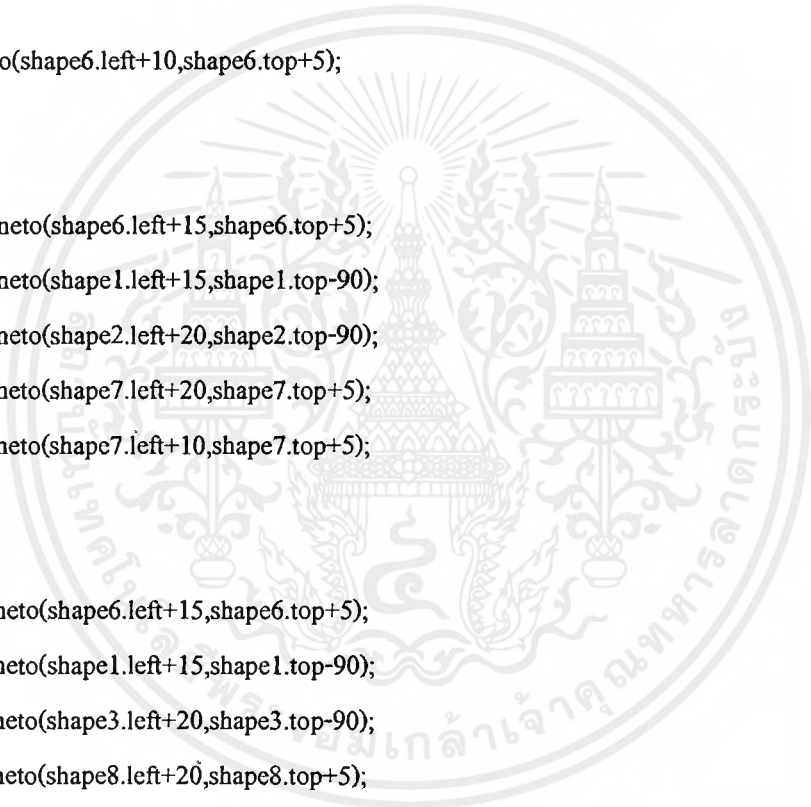 o(shape6.left+10,shape6.top+5);
neto(shape6.left+15,shape6.top+5);
neto(shape1.left+15,shape1.top-90);
neto(shape2.left+20,shape2.top-90);
neto(shape7.left+20,shape7.top+5);
neto(shape7.left+10,shape7.top+5);
neto(shape6.left+15,shape6.top+5);
neto(shape1.left+15,shape1.top-90);
neto(shape3.left+20,shape3.top-90);
neto(shape8.left+20,shape8.top+5);